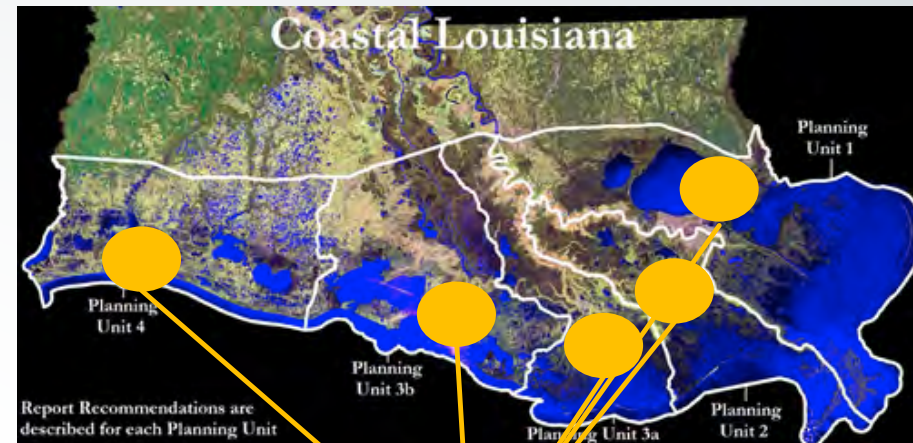 Coastal Louisiana
Planning
Unit 1
Planning
Unit 4
Planning
Unit 3b
Planning
Unit 2
Planning Unit 3a
Report Recommendations are
described for each Planning Unit